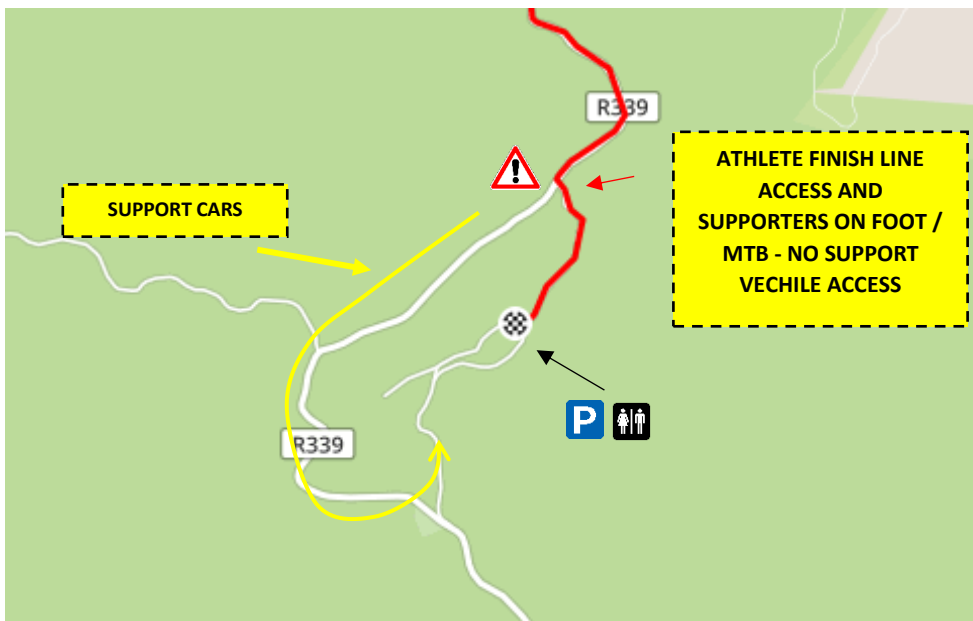 R339
ATHLETE FINISH LINE
ACCESS AND
SUPPORTERS ON FOOT /
MTB - NO SUPPORT
VECHILE ACCESS
SUPPORT CARS
P
R339